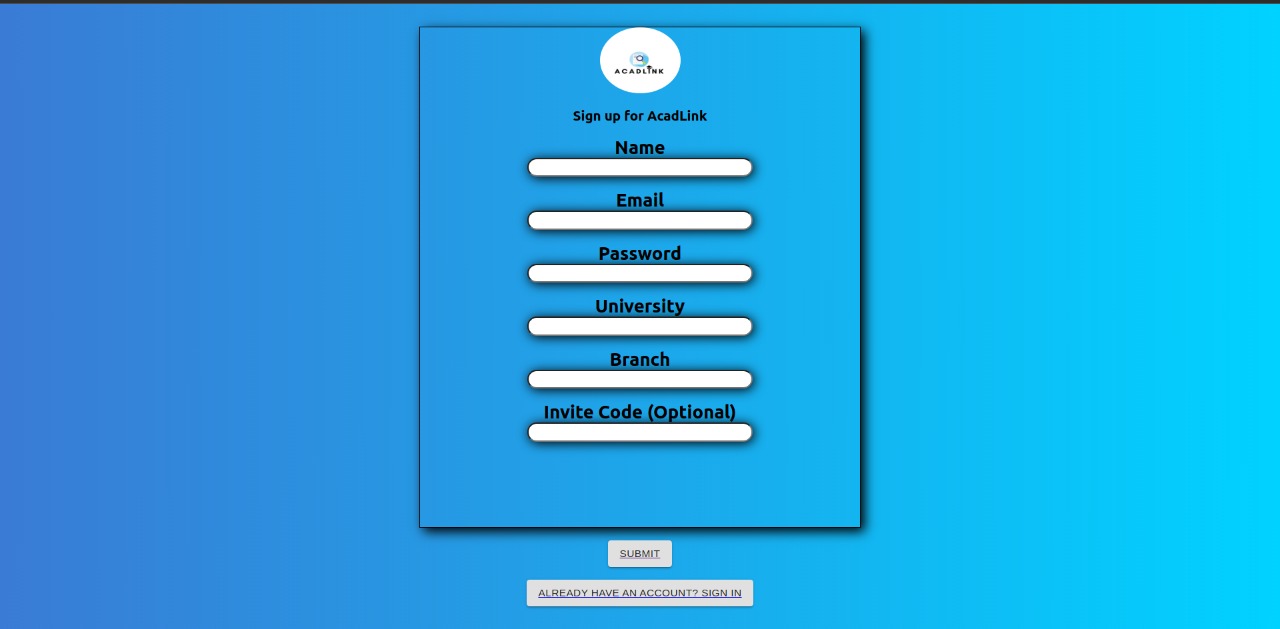 ACADLINK
Sign up for AcadLink
Name
Email
Password
University
Branch
Invite Code (Optional)
SUBMIT
ALREADY HAVE AN ACCOUNT? SIGN IN